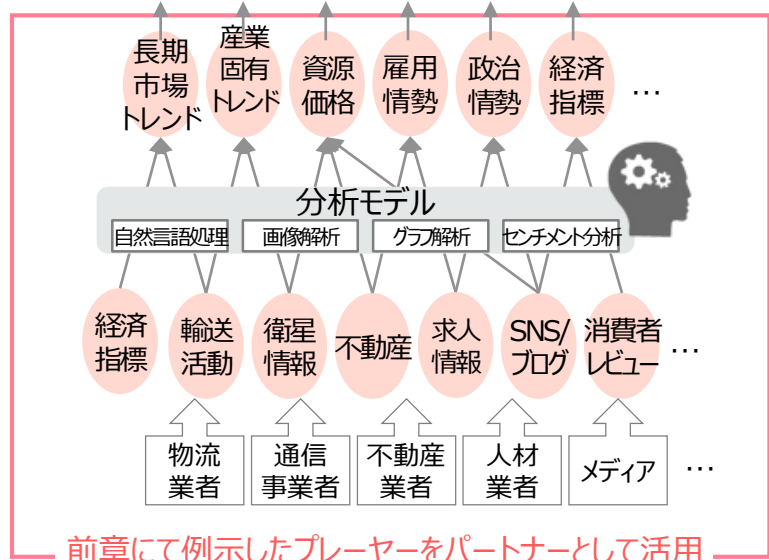 長期
市場
トレンド
産業
固有
トレンド
資源
価格
雇用
情勢
政治
情勢
経済
指標
…
分析モデル
自然言語処理
画像解析
グラフ解析
センチメント分析
経済
指標
輸送
活動
衛星
情報
不動産
求人
情報
SNS/
ブログ
消費者
レビュー
…
物流
業者
通信
事業者
不動産
業者
人材
業者
メディア
…
前章にて例示したプレーヤーをパートナーとして活用